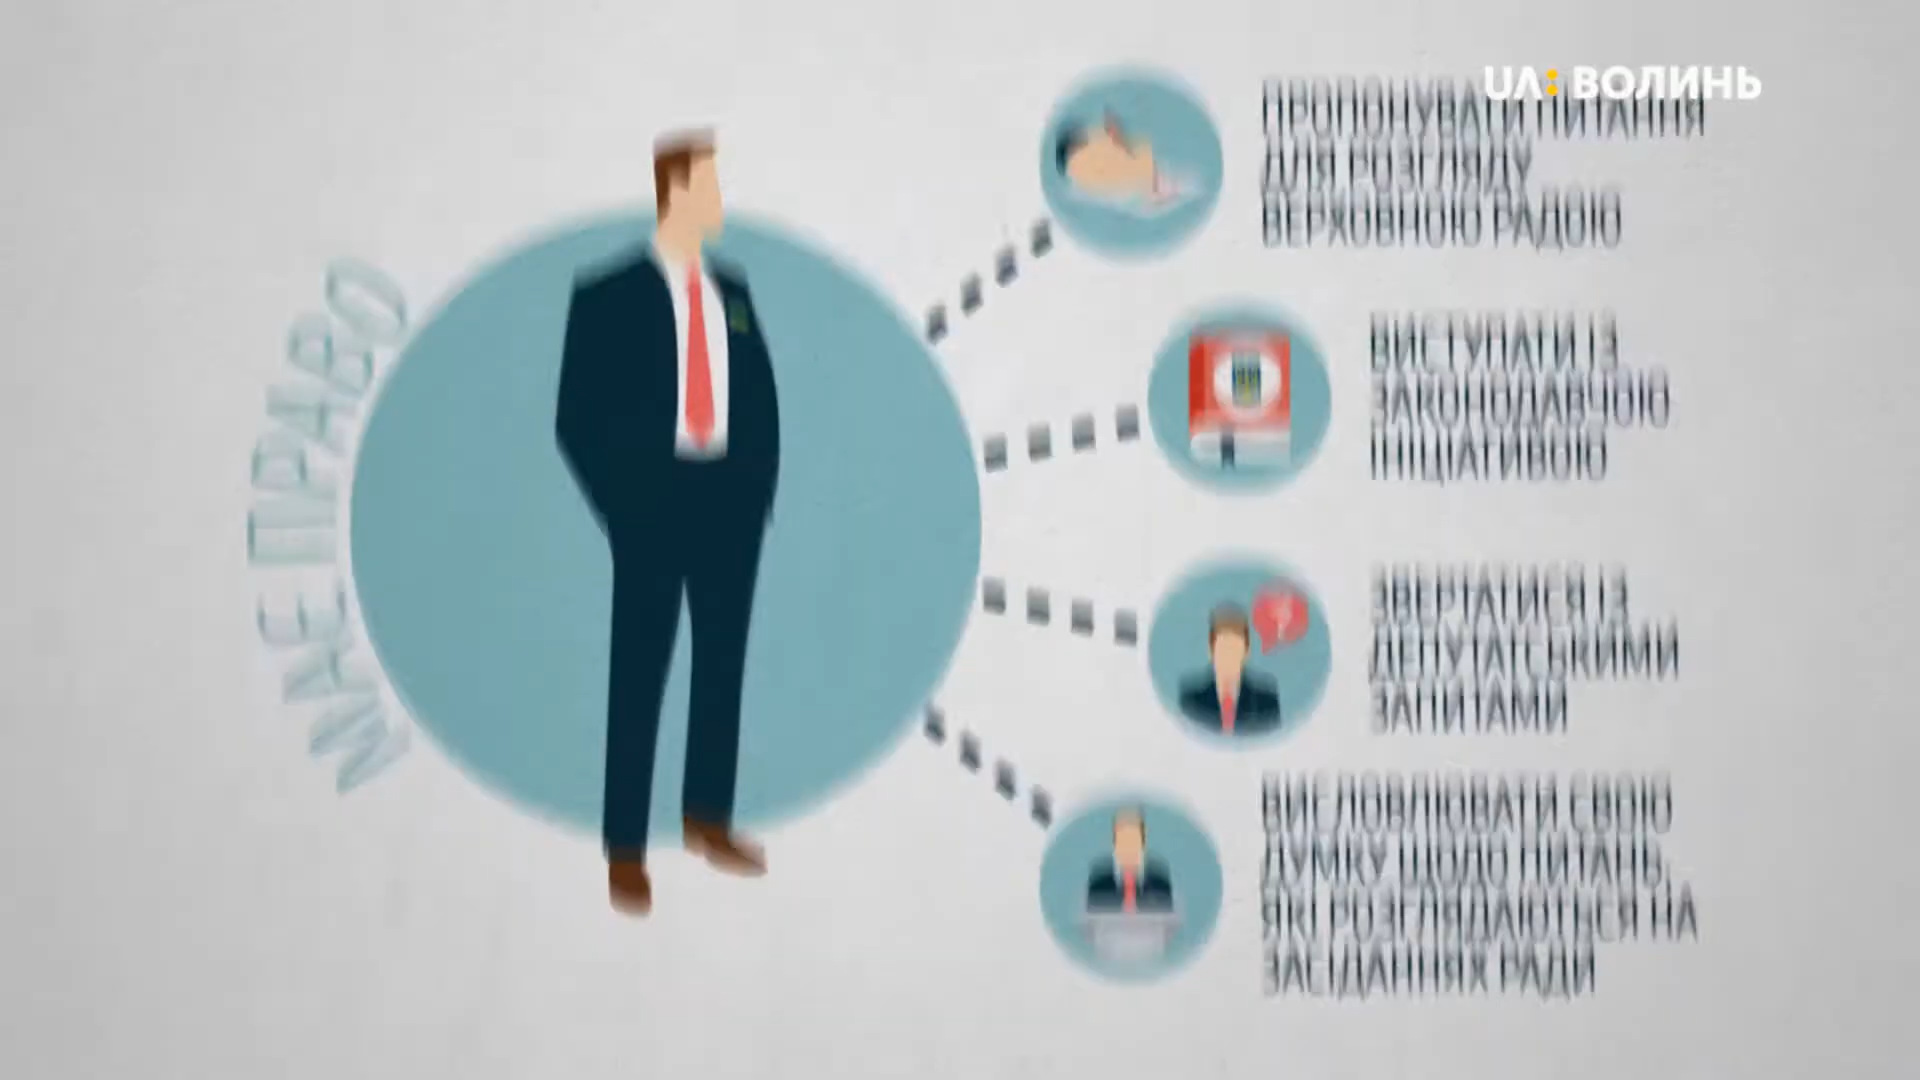 UA: ВОЛИНЬ
МАЄ ПРАВО
ПРОПОНУВАТИ ПИТАННЯ
ДЛЯ РОЗГЛЯДУ
ВЕРХОВНОЮ РАДОЮ
ВИСТУПАТИ ІЗ
ЗАКОНОДАВЧОЮ
ІНІЦІАТИВОЮ
ЗВЕРТАТИСЯ ІЗ
ДЕПУТАТСЬКИМИ
ЗАПИТАМИ
ВИСЛОВЛЮВАТИ СВОЮ
ДУМКУ ЩОДО ПИТАНЬ,
ЯКІ РОЗГЛЯДАЮТЬСЯ НА
ЗАСІДАННЯХ РАДИ